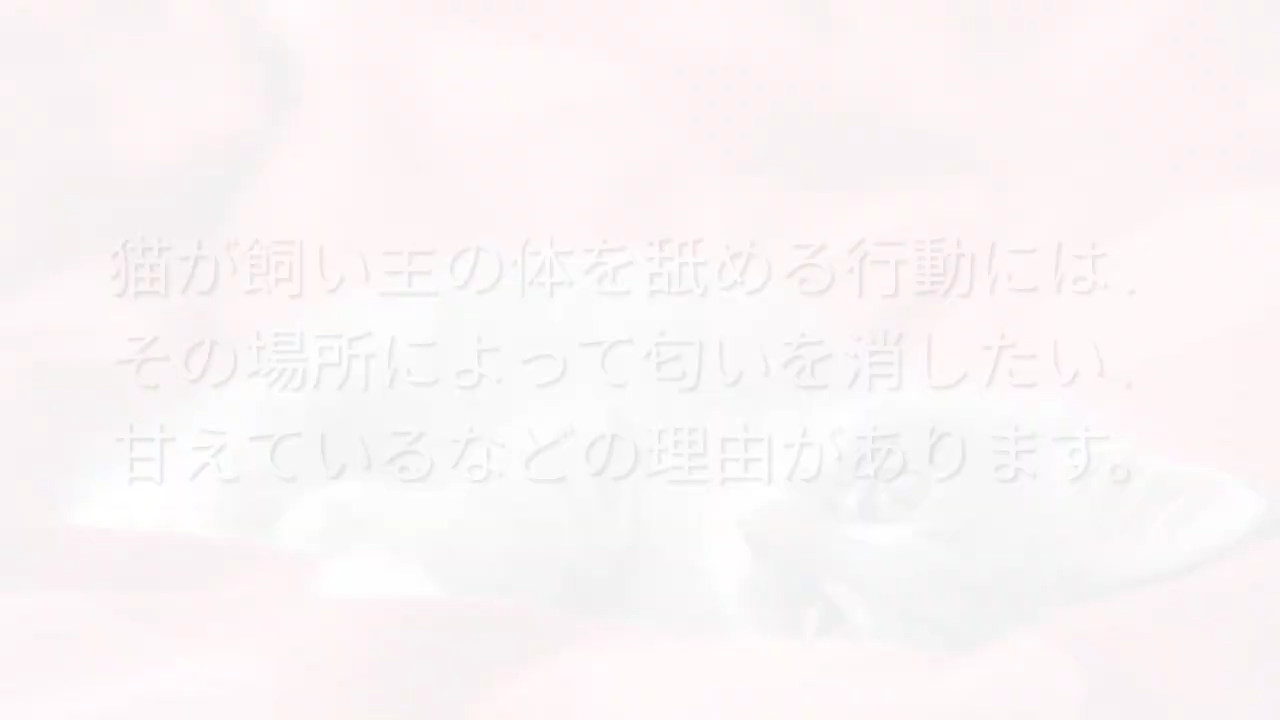 猫が飼い主の体を舐める行動には、
その場所によって匂いを消したい、
甘えているなどの理由があります。